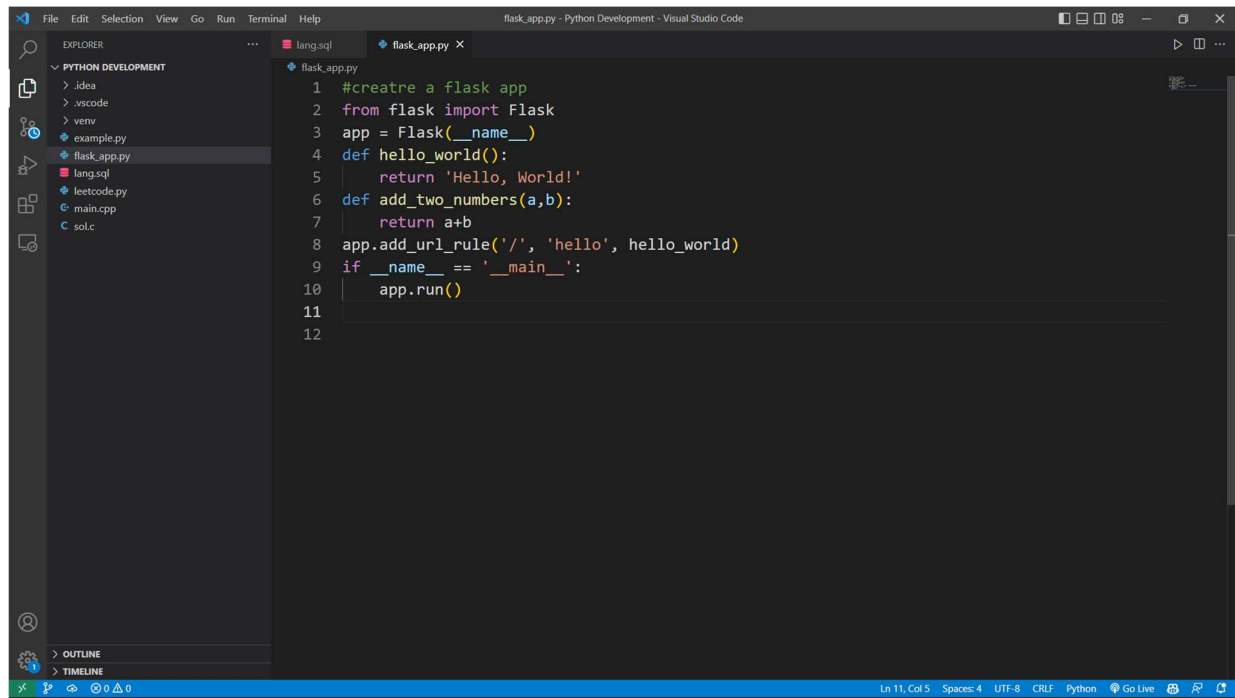 File Edit Selection View Go Run Terminal Help
flask_app.py - Python Development - Visual Studio Code
EXPLORER
PYTHON DEVELOPMENT
.idea
.vscode
venv
example.py
flask_app.py
lang.sql
leetcode.py
main.cpp
sol.c
OUTLINE
TIMELINE
lang.sql flask_app.py
flask_app.py
1 #creatre a flask app
2 from flask import Flask
3 app = Flask(__name__)
4 def hello_world():
5     return 'Hello, World!'
6 def add_two_numbers(a,b):
7     return a+b
8 app.add_url_rule('/', 'hello', hello_world)
9 if __name__ == '__main__':
10     app.run()
11
12
1
0 0
Ln 11, Col 5 Spaces: 4 UTF-8 CRLF Python Go Live